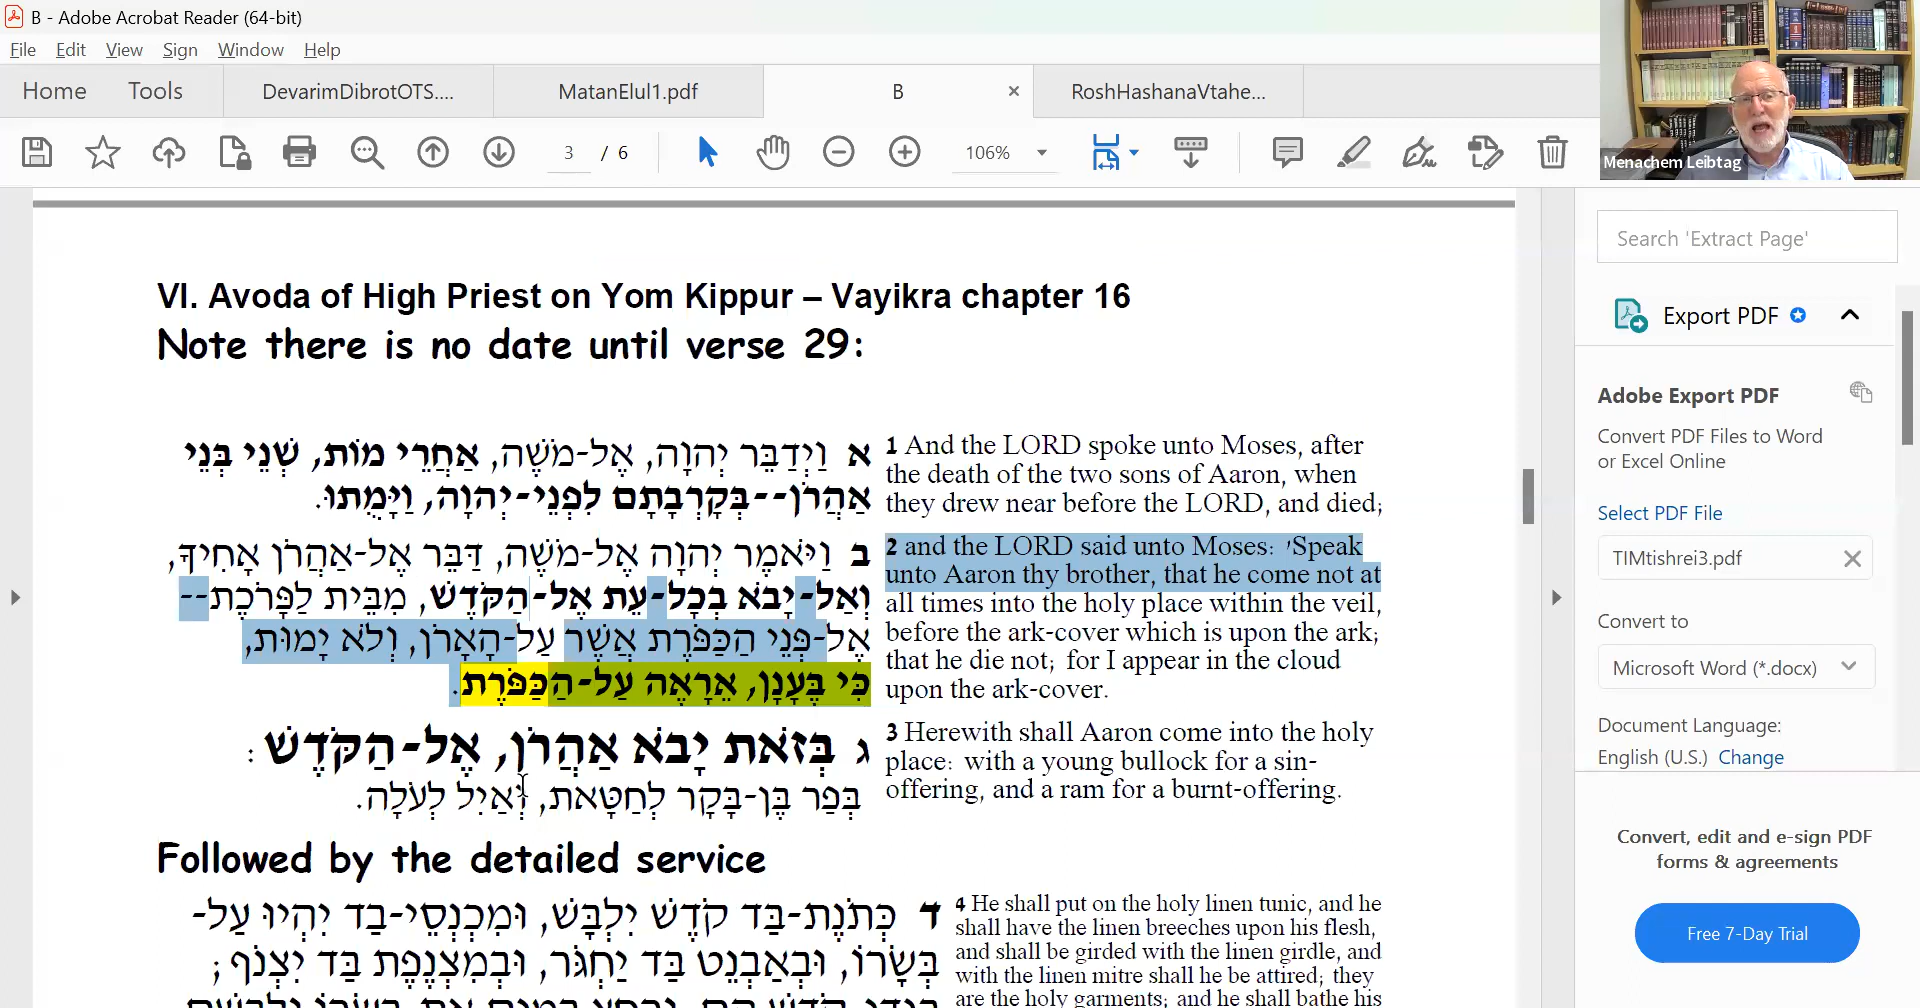 B - Adobe Acrobat Reader (64-bit)
File Edit View Sign Window Help
Home Tools DevarimDibrotOTS.... MatanElul1.pdf B × RoshHashanaVtahe...
3 / 6 106%
Menachem Leibtag
VI. Avoda of High Priest on Yom Kippur – Vayikra chapter 16
Note there is no date until verse 29:
א וַיְדַבֵּר יְהוָה, אֶל-מֹשֶׁה, אַחֲרֵי מוֹת, שְׁנֵי בְּנֵי
אַהֲרֹן--בְּקָרְבָתָם לִפְנֵי-יְהוָה, וַיָּמֻתוּ.
1 And the LORD spoke unto Moses, after
the death of the two sons of Aaron, when
they drew near before the LORD, and died;
ב וַיֹּאמֶר יְהוָה אֶל-מֹשֶׁה, דַּבֵּר אֶל-אַהֲרֹן אָחִיךָ,
וְאַל-יָבֹא בְכָל-עֵת אֶל-הַקֹּדֶשׁ, מִבֵּית לַפָּרֹכֶת--
אֶל-פְּנֵי הַכַּפֹּרֶת אֲשֶׁר עַל-הָאָרֹן, וְלֹא יָמוּת,
כִּי בֶּעָנָן, אֵרָאֶה עַל-הַכַּפֹּרֶת.
2 and the LORD said unto Moses: 'Speak
unto Aaron thy brother, that he come not at
all times into the holy place within the veil,
before the ark-cover which is upon the ark;
that he die not; for I appear in the cloud
upon the ark-cover.
ג בְּזֹאת יָבֹא אַהֲרֹן, אֶל-הַקֹּדֶשׁ:
בְּפַר בֶּן-בָּקָר לְחַטָּאת, וְאַיִל לְעֹלָה.
3 Herewith shall Aaron come into the holy
place: with a young bullock for a sin-
offering, and a ram for a burnt-offering.
Followed by the detailed service
ד כְּתֹנֶת-בַּד קֹדֶשׁ יִלְבָּשׁ, וּמִכְנְסֵי-בַד יִהְיוּ עַל-
בְּשָׂרוֹ, וּבְאַבְנֵט בַּד יַחְגֹּר, וּבְמִצְנֶפֶת בַּד יִצְנֹף;
4 He shall put on the holy linen tunic, and he
shall have the linen breeches upon his flesh,
and shall be girded with the linen girdle, and
with the linen mitre shall he be attired; they
are the holy garments; and he shall bathe his
Search 'Extract Page'
Export PDF
Adobe Export PDF
Convert PDF Files to Word
or Excel Online
Select PDF File
TIMtishrei3.pdf
Convert to
Microsoft Word (*.docx)
Document Language:
English (U.S.) Change
Convert, edit and e-sign PDF
forms & agreements
Free 7-Day Trial